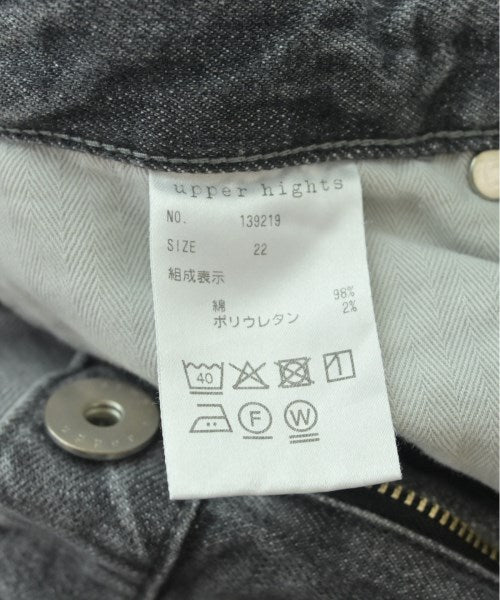 upper hights
NO. 139219
SIZE 22
組成表示
綿 98%
ポリウレタン 2%
40
F W